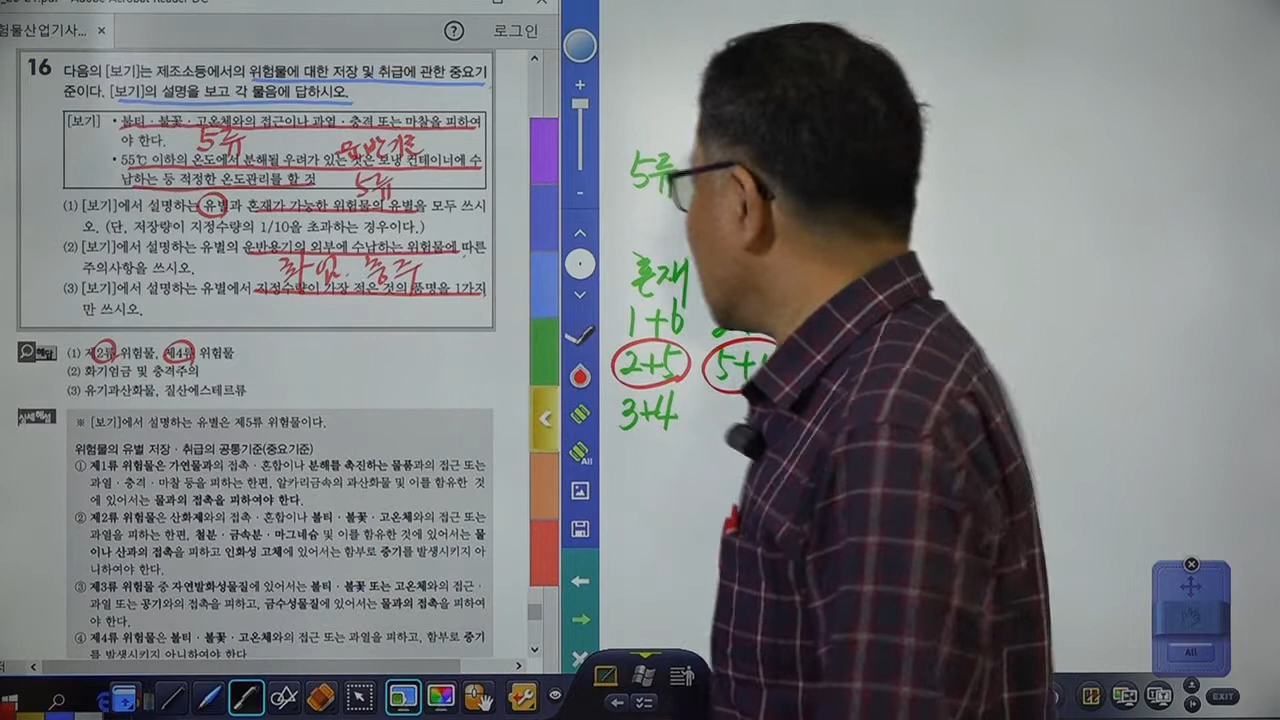 험물산업기사... ×
로그인
16 다음의 [보기]는 제조소등에서의 위험물에 대한 저장 및 취급에 관한 중요기
준이다. [보기]의 설명을 보고 각 물음에 답하시오.
[보기] • 불티·불꽃·고온체와의 접근이나 과열·충격 또는 마찰을 피하여
야 한다.
5류
운반기준
• 55℃ 이하의 온도에서 분해될 우려가 있는 것은 보냉 컨테이너에 수
납하는 등 적정한 온도관리를 할 것
5류
(1) [보기]에서 설명하는 유별과 혼재가 가능한 위험물의 유별을 모두 쓰시
오. (단, 저장량이 지정수량의 1/10을 초과하는 경우이다.)
(2) [보기]에서 설명하는 유별의 운반용기의 외부에 수납하는 위험물에 따른
주의사항을 쓰시오.
화엄. 충주
(3) [보기]에서 설명하는 유별에서 지정수량이 가장 적은 것의 품명을 1가지
만 쓰시오.
해답 (1) 제2류 위험물, 제4류 위험물
(2) 화기엄금 및 충격주의
(3) 유기과산화물, 질산에스테르류
상세해설 ※ [보기]에서 설명하는 유별은 제5류 위험물이다.
위험물의 유별 저장·취급의 공통기준(중요기준)
① 제1류 위험물은 가연물과의 접촉·혼합이나 분해를 촉진하는 물품과의 접근 또는
과열·충격·마찰 등을 피하는 한편, 알카리금속의 과산화물 및 이를 함유한 것
에 있어서는 물과의 접촉을 피하여야 한다.
② 제2류 위험물은 산화제와의 접촉·혼합이나 불티·불꽃·고온체와의 접근 또는
과열을 피하는 한편, 철분·금속분·마그네슘 및 이를 함유한 것에 있어서는 물
이나 산과의 접촉을 피하고 인화성 고체에 있어서는 함부로 증기를 발생시키지 아
니하여야 한다.
③ 제3류 위험물 중 자연발화성물질에 있어서는 불티·불꽃 또는 고온체와의 접근·
과열 또는 공기와의 접촉을 피하고, 금수성물질에 있어서는 물과의 접촉을 피하여
야 한다.
④ 제4류 위험물은 불티·불꽃·고온체와의 접근 또는 과열을 피하고, 함부로 증기
를 발생시키지 아니하여야 한다
5류
혼재
1+6
2+5 5+
3+4
All
All
EXIT